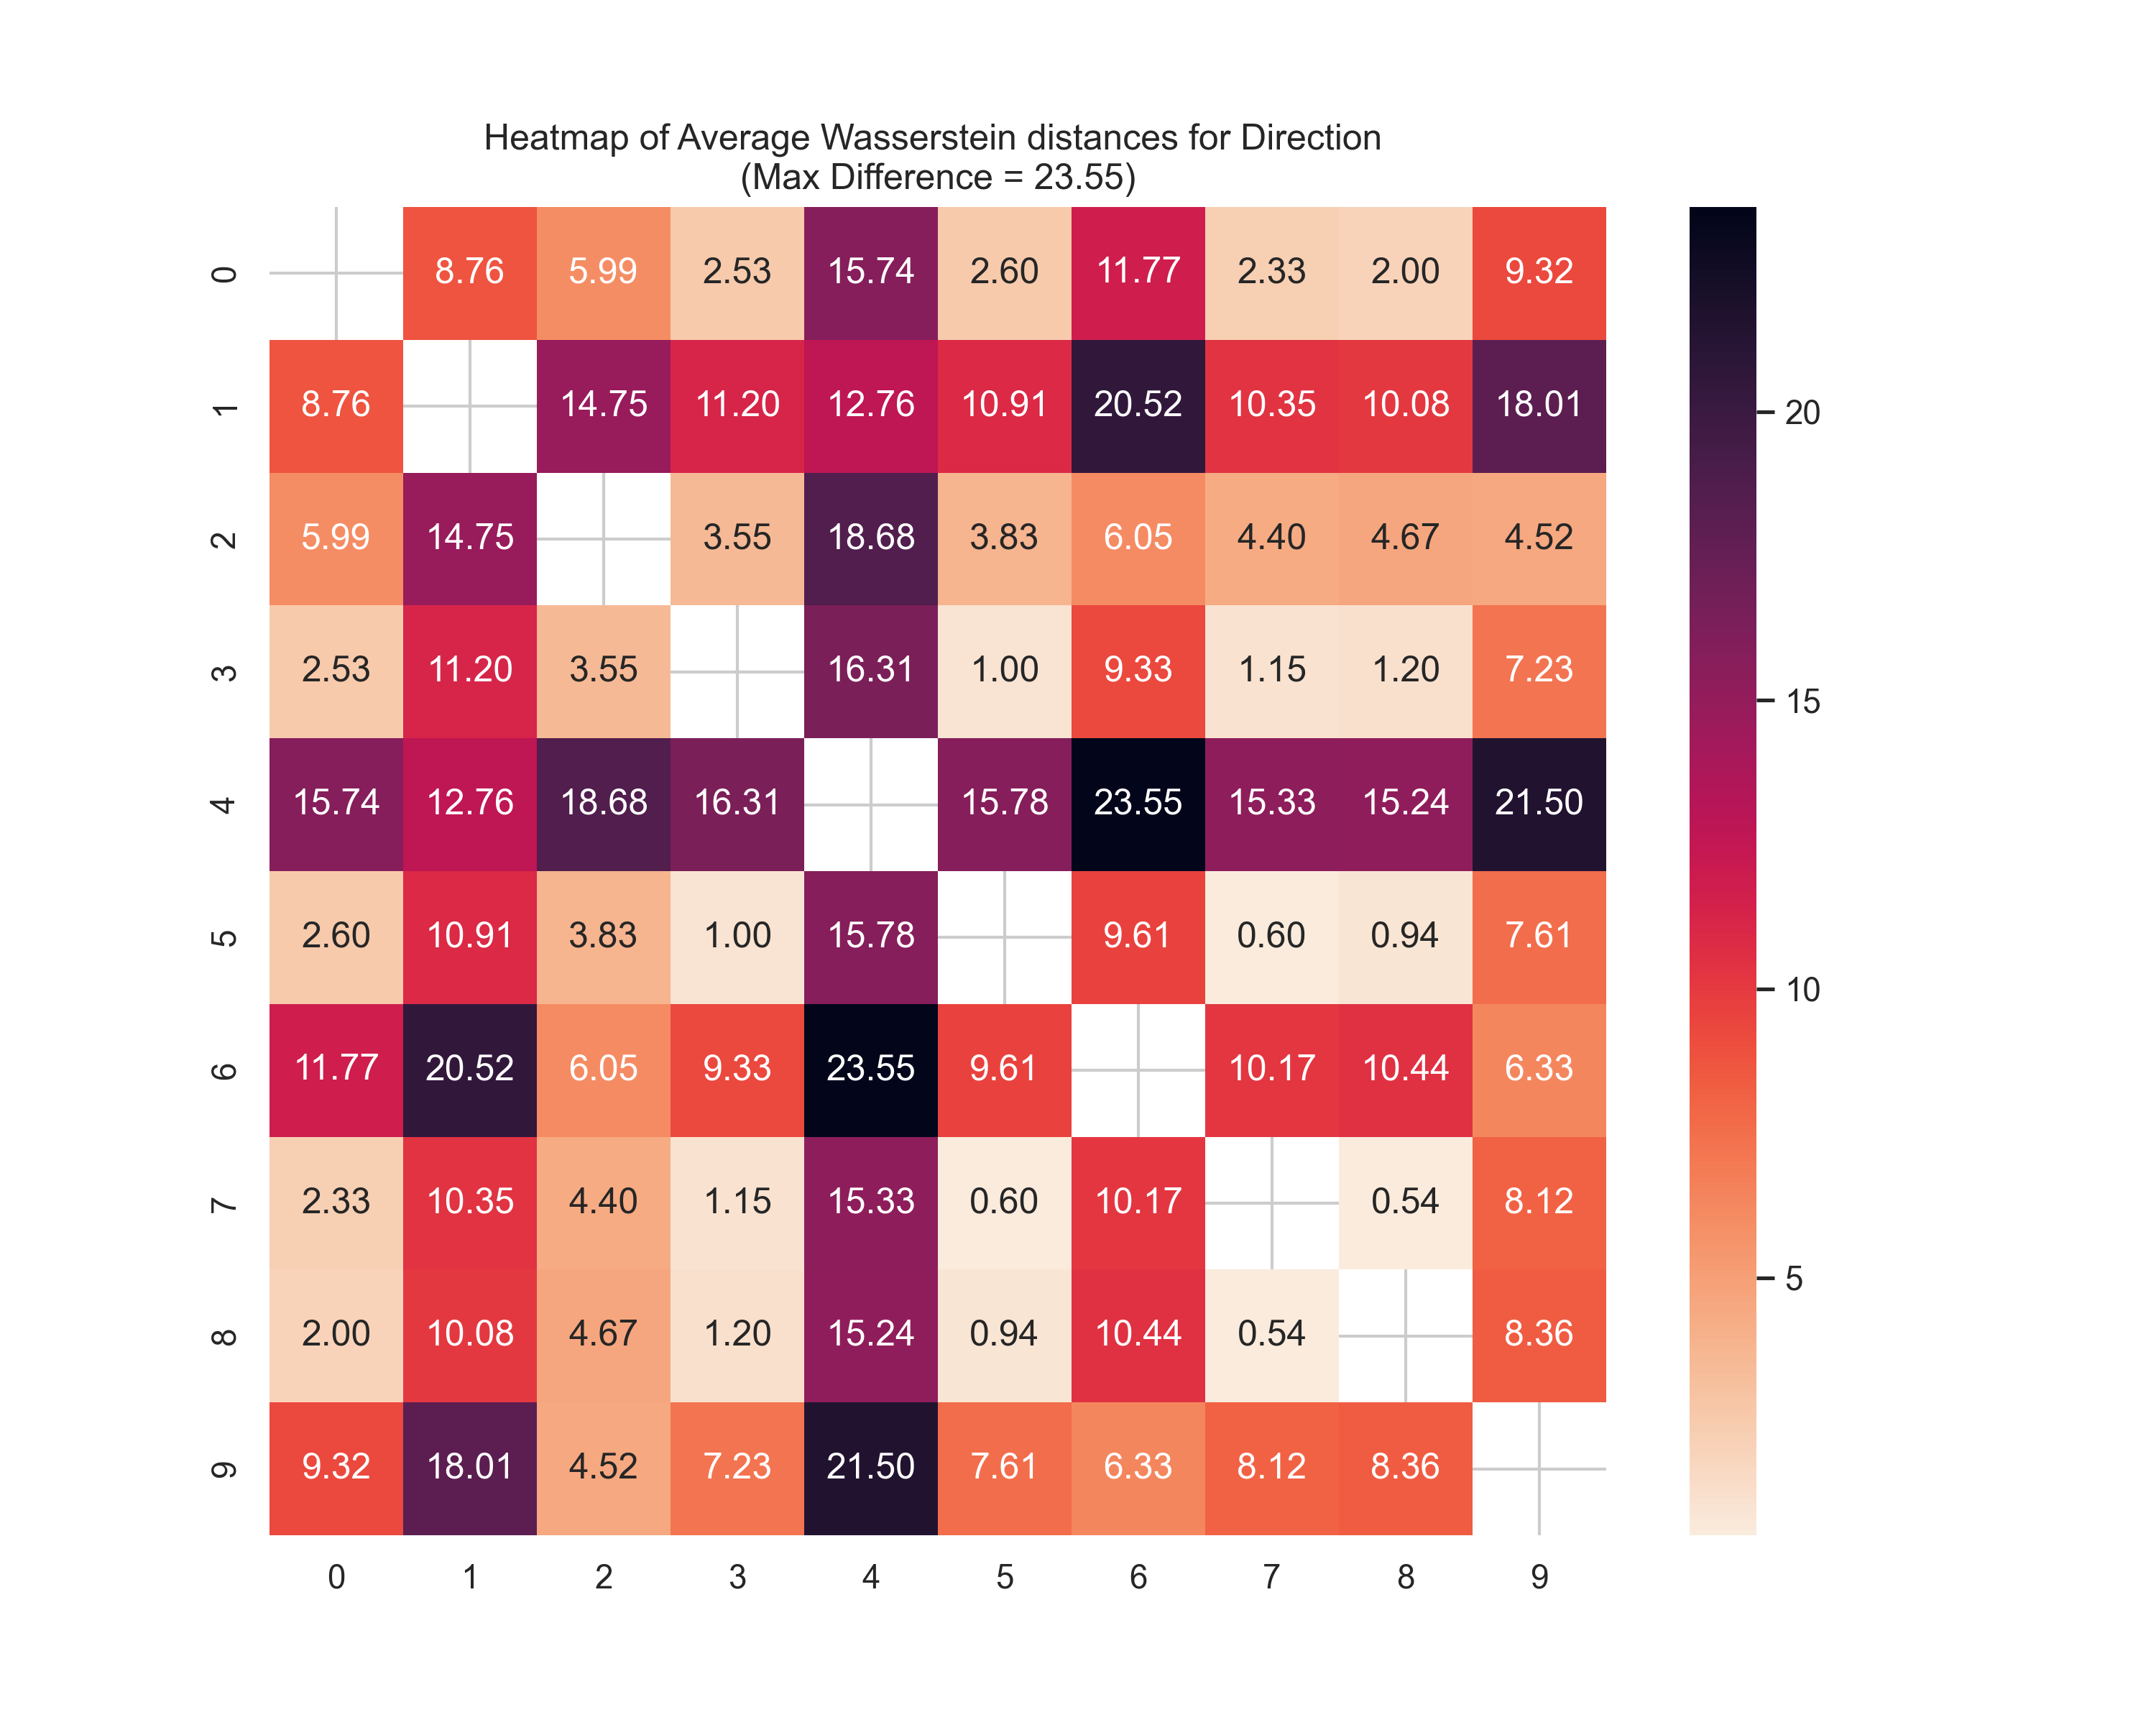 Heatmap of Average Wasserstein distances for Direction
(Max Difference = 23.55)
0 8.76 5.99 2.53 15.74 2.60 11.77 2.33 2.00 9.32
1 8.76 14.75 11.20 12.76 10.91 20.52 10.35 10.08 18.01
2 5.99 14.75 3.55 18.68 3.83 6.05 4.40 4.67 4.52
3 2.53 11.20 3.55 16.31 1.00 9.33 1.15 1.20 7.23
4 15.74 12.76 18.68 16.31 15.78 23.55 15.33 15.24 21.50
5 2.60 10.91 3.83 1.00 15.78 9.61 0.60 0.94 7.61
6 11.77 20.52 6.05 9.33 23.55 9.61 10.17 10.44 6.33
7 2.33 10.35 4.40 1.15 15.33 0.60 10.17 0.54 8.12
8 2.00 10.08 4.67 1.20 15.24 0.94 10.44 0.54 8.36
9 9.32 18.01 4.52 7.23 21.50 7.61 6.33 8.12 8.36
0 1 2 3 4 5 6 7 8 9
20
15
10
5